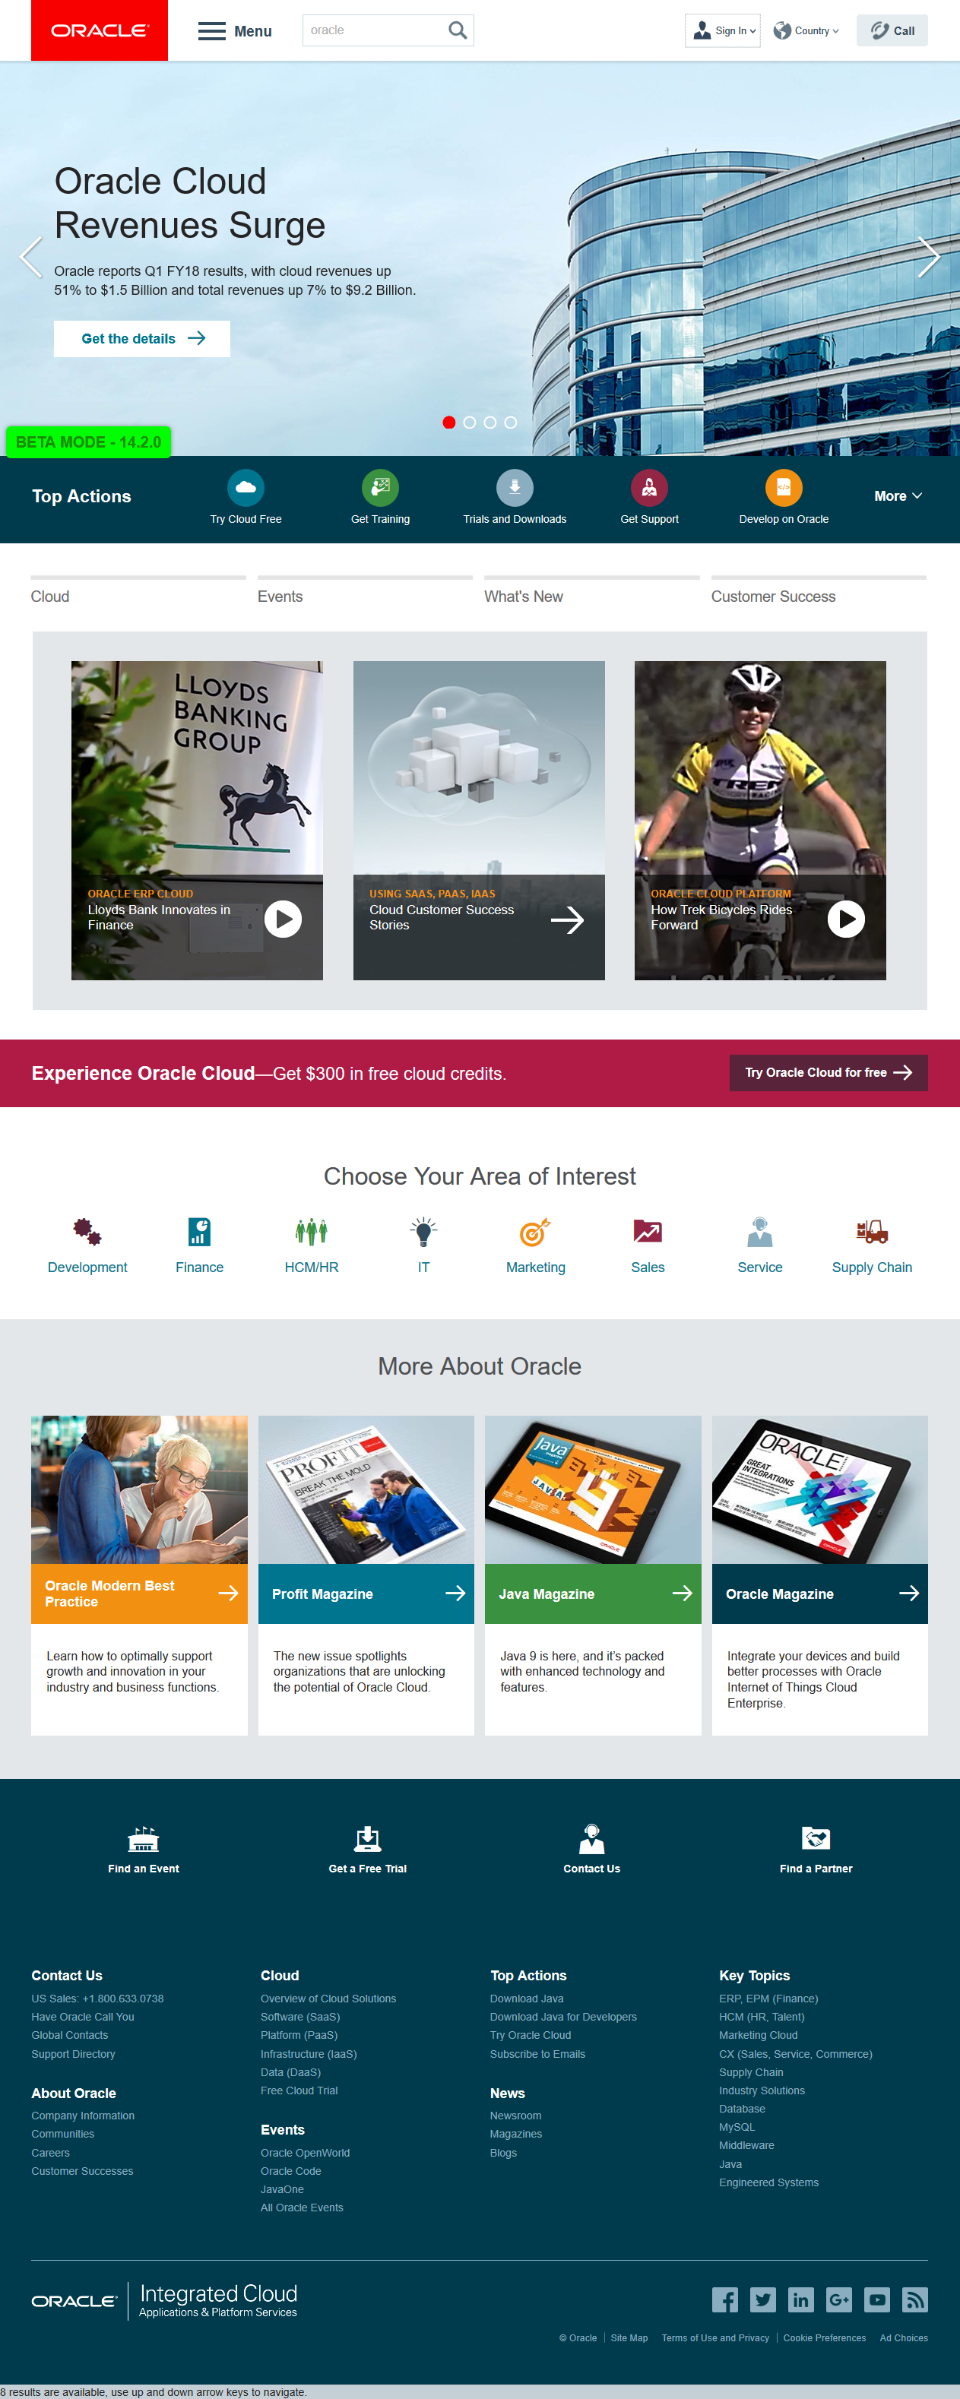 ORACLE
Menu
oracle
Sign In
Country
Call
Oracle Cloud
Revenues Surge
Oracle reports Q1 FY18 results, with cloud revenues up
51% to $1.5 Billion and total revenues up 7% to $9.2 Billion.
Get the details
BETA MODE - 14.2.0
Top Actions
Try Cloud Free
Get Training
Trials and Downloads
Get Support
Develop on Oracle
More
Cloud
Events
What's New
Customer Success
LLOYDS
BANKING
GROUP
ORACLE ERP CLOUD
Lloyds Bank Innovates in
Finance
USING SAAS, PAAS, IAAS
Cloud Customer Success
Stories
TREK
ORACLE CLOUD PLATFORM
How Trek Bicycles Rides
Forward
Experience Oracle Cloud—Get $300 in free cloud credits.
Try Oracle Cloud for free
Choose Your Area of Interest
Development
Finance
HCM/HR
IT
Marketing
Sales
Service
Supply Chain
More About Oracle
PROFIT
BREAK THE MOLD
Java
JAVA
ORACLE
GREAT
INTEGRATIONS
Oracle Modern Best
Practice
Profit Magazine
Java Magazine
Oracle Magazine
Learn how to optimally support
growth and innovation in your
industry and business functions.
The new issue spotlights
organizations that are unlocking
the potential of Oracle Cloud.
Java 9 is here, and it's packed
with enhanced technology and
features.
Integrate your devices and build
better processes with Oracle
Internet of Things Cloud
Enterprise.
Find an Event
Get a Free Trial
Contact Us
Find a Partner
Contact Us
US Sales: +1.800.633.0738
Have Oracle Call You
Global Contacts
Support Directory
About Oracle
Company Information
Communities
Careers
Customer Successes
Cloud
Overview of Cloud Solutions
Software (SaaS)
Platform (PaaS)
Infrastructure (IaaS)
Data (DaaS)
Free Cloud Trial
Events
Oracle OpenWorld
Oracle Code
JavaOne
All Oracle Events
Top Actions
Download Java
Download Java for Developers
Try Oracle Cloud
Subscribe to Emails
News
Newsroom
Magazines
Blogs
Key Topics
ERP, EPM (Finance)
HCM (HR, Talent)
Marketing Cloud
CX (Sales, Service, Commerce)
Supply Chain
Industry Solutions
Database
MySQL
Middleware
Java
Engineered Systems
ORACLE
Integrated Cloud
Applications & Platform Services
© Oracle
Site Map
Terms of Use and Privacy
Cookie Preferences
Ad Choices
8 results are available, use up and down arrow keys to navigate.